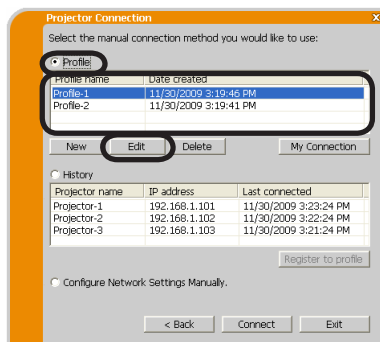 Projector Connection X
Select the manual connection method you would like to use:
Profile
Profile name Date created
Profile-1 11/30/2009 3:19:46 PM
Profile-2 11/30/2009 3:19:41 PM
New Edit Delete My Connection
History
Projector name IP address Last connected
Projector-1 192.168.1.101 11/30/2009 3:23:24 PM
Projector-2 192.168.1.102 11/30/2009 3:22:24 PM
Projector-3 192.168.1.103 11/30/2009 3:21:24 PM
Register to profile
Configure Network Settings Manually.
< Back Connect Exit